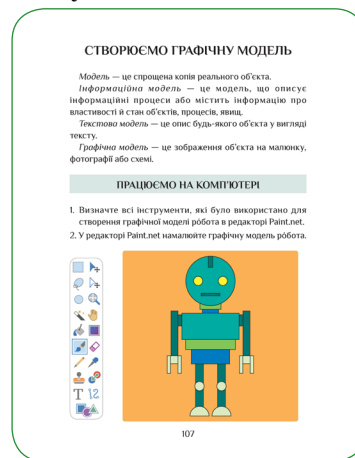 СТВОРЮЄМО ГРАФІЧНУ МОДЕЛЬ
Модель — це спрощена копія реального об'єкта.
Інформаційна модель — це модель, що описує
інформаційні процеси або містить інформацію про
властивості й стан об'єктів, процесів, явищ.
Текстова модель — це опис будь-якого об'єкта у вигляді
тексту.
Графічна модель — це зображення об'єкта на малюнку,
фотографії або схемі.
ПРАЦЮЄМО НА КОМП'ЮТЕРІ
1. Визначте всі інструменти, які було використано для
створення графічної моделі ро́бота в редакторі Paint.net.
2. У редакторі Paint.net намалюйте графічну модель ро́бота.
T
12
107